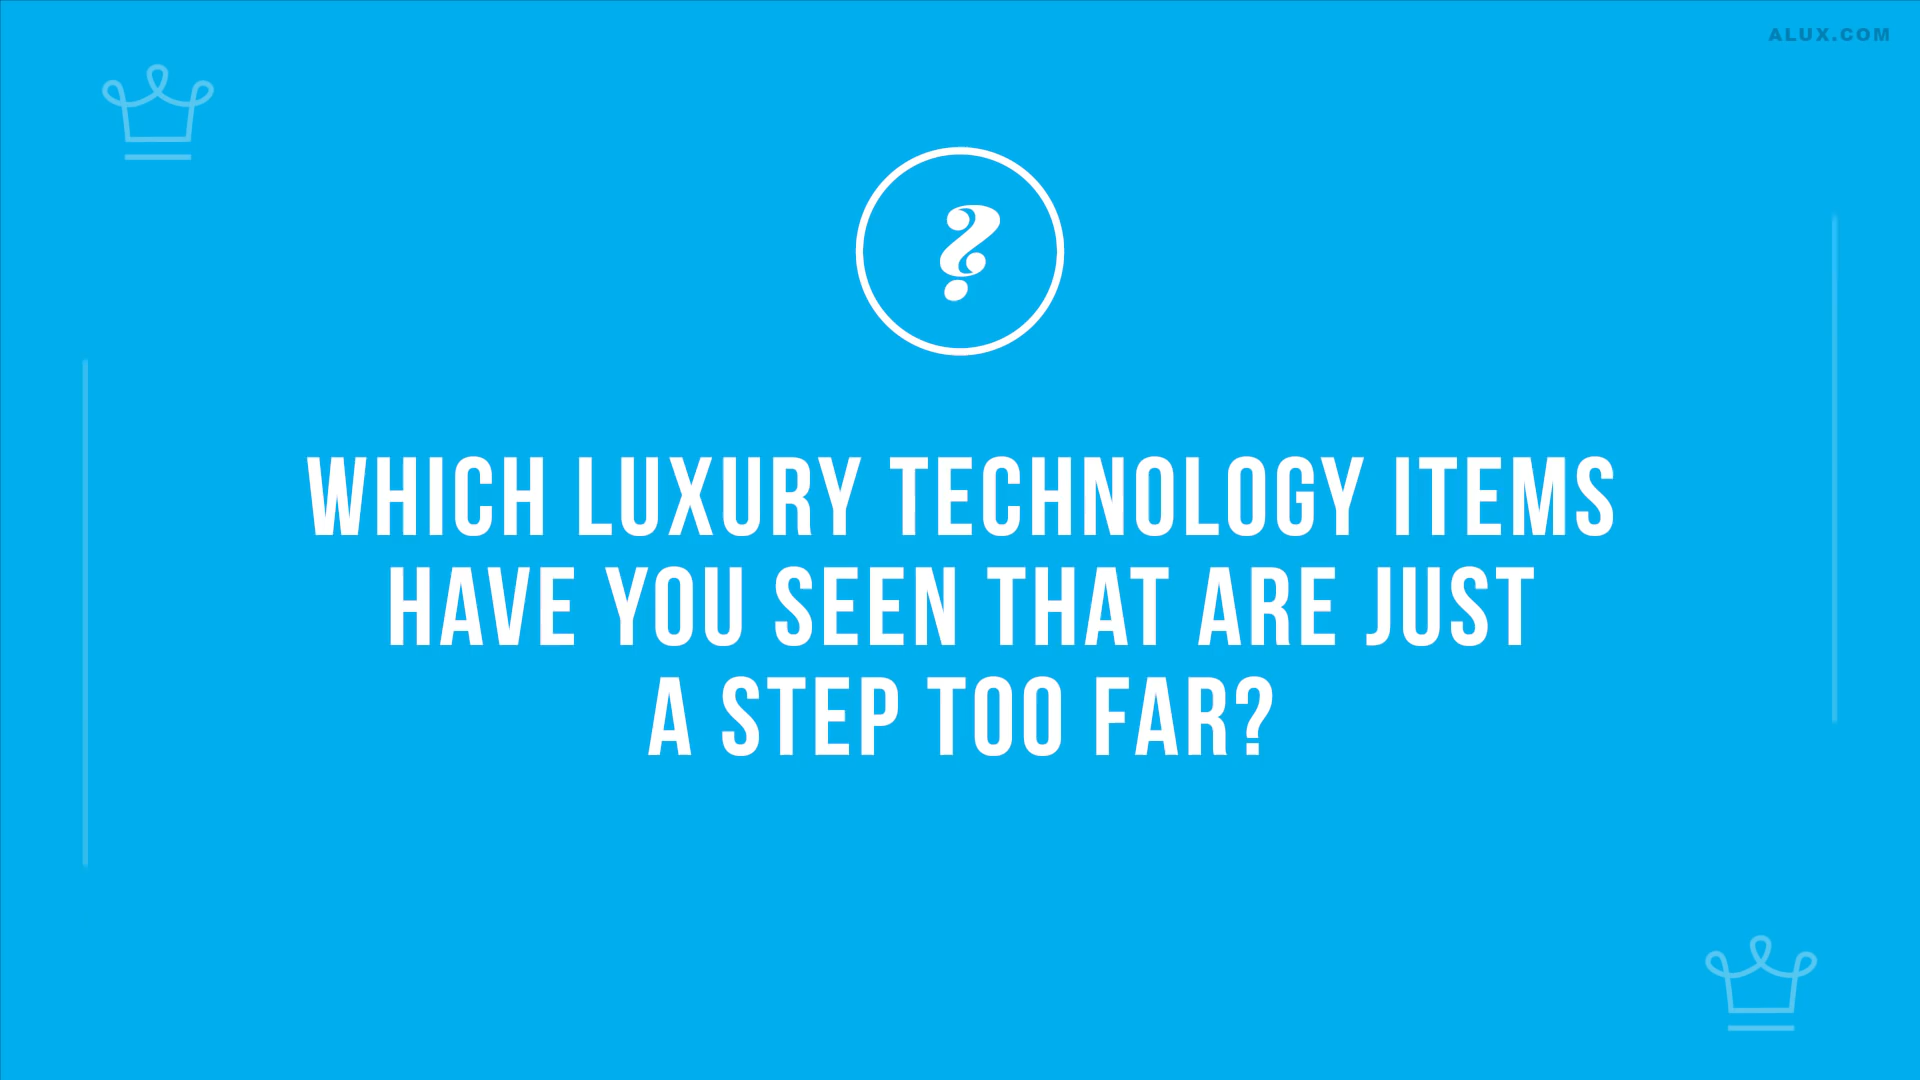 ALUX.COM
?
WHICH LUXURY TECHNOLOGY ITEMS
HAVE YOU SEEN THAT ARE JUST
A STEP TOO FAR?